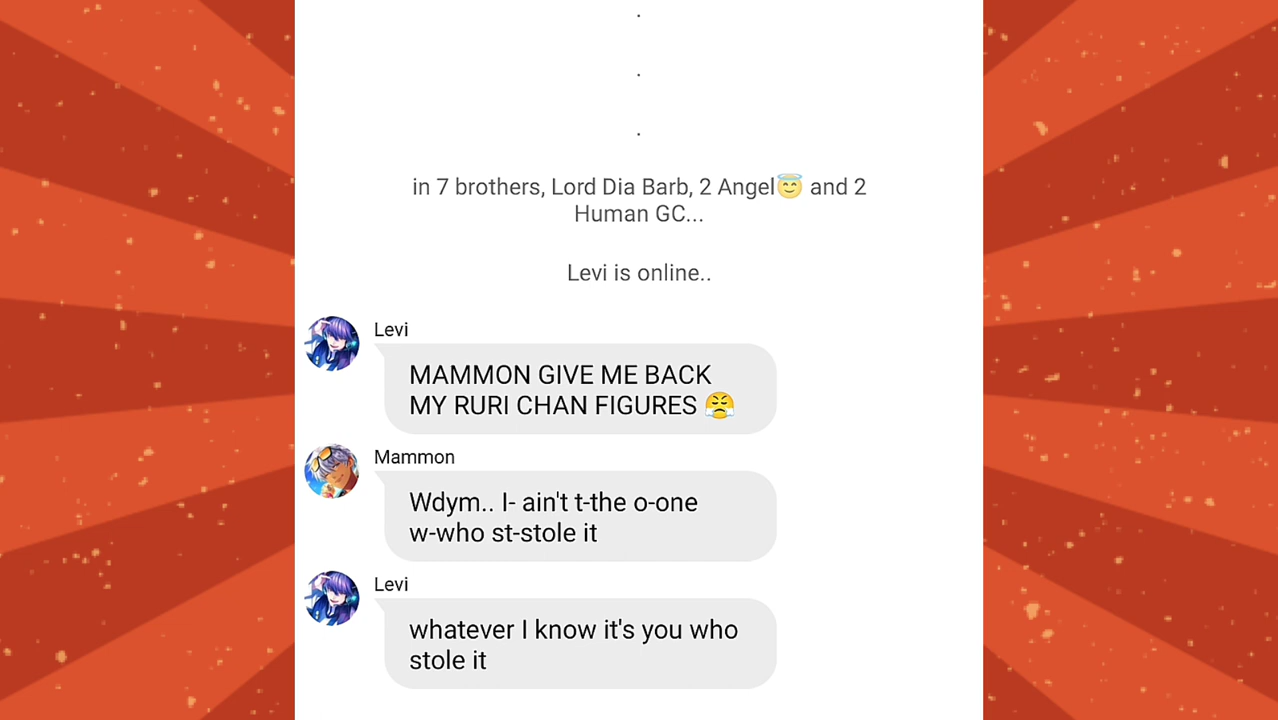 .
.
.
in 7 brothers, Lord Dia Barb, 2 Angel😇 and 2
Human GC...
Levi is online..
Levi
MAMMON GIVE ME BACK
MY RURI CHAN FIGURES 😤
Mammon
Wdym.. I- ain't t-the o-one
w-who st-stole it
Levi
whatever I know it's you who
stole it